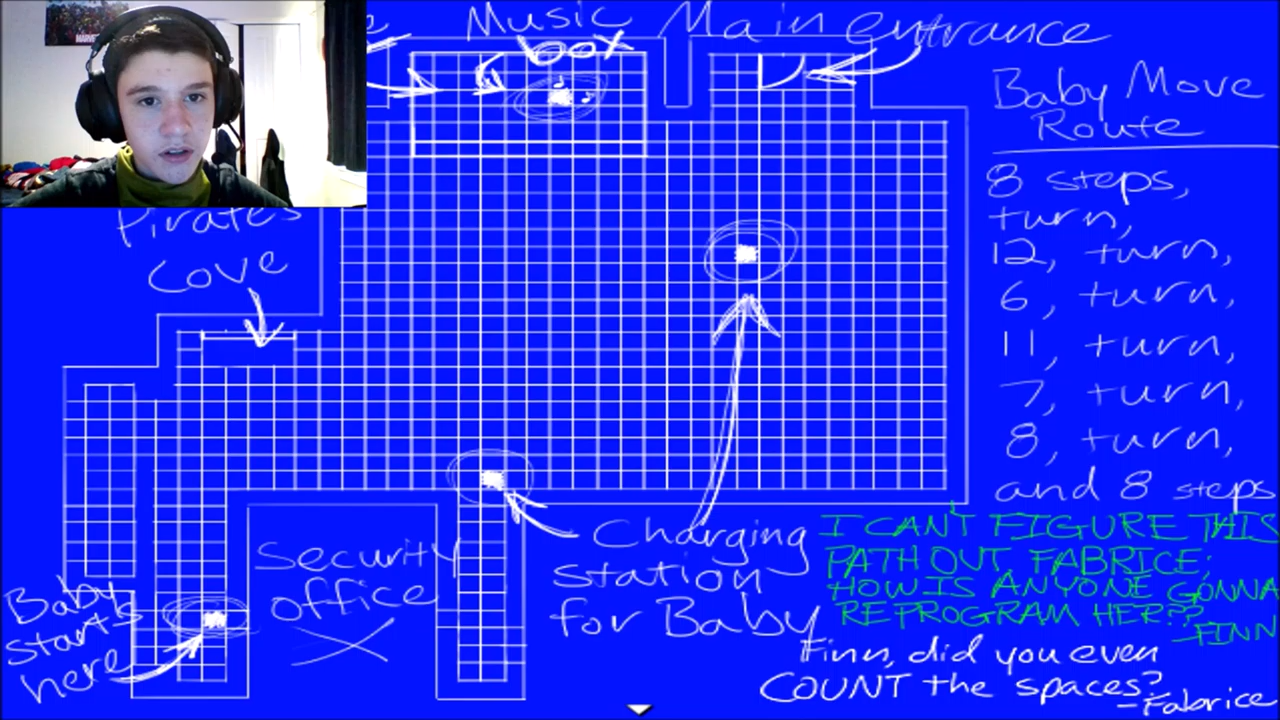 Music Main entrance
box
Baby Move
Route
8 steps,
turn,
12, turn,
6, turn,
11, turn,
7, turn,
8, turn,
and 8 steps
Pirates
Cove
Security
office
X
Baby
starts
here
Charging
station
for Baby
I CAN'T FIGURE THIS
PATH OUT, FABRICE.
HOW IS ANYONE GONNA
REPROGRAM HER??
-FINN
Finn, did you even
COUNT the spaces?
-Fabrice